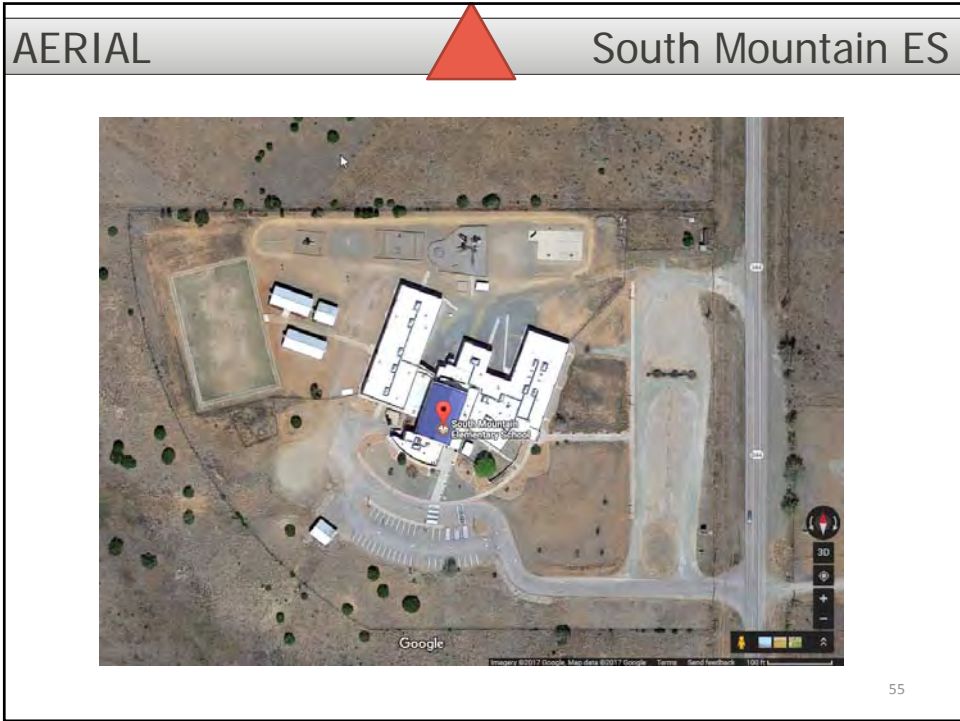 AERIAL
South Mountain ES
344
South Mountain
Elementary School
344
3D
Google
Imagery ©2017 Google, Map data ©2017 Google Terms Send feedback 100 ft
55